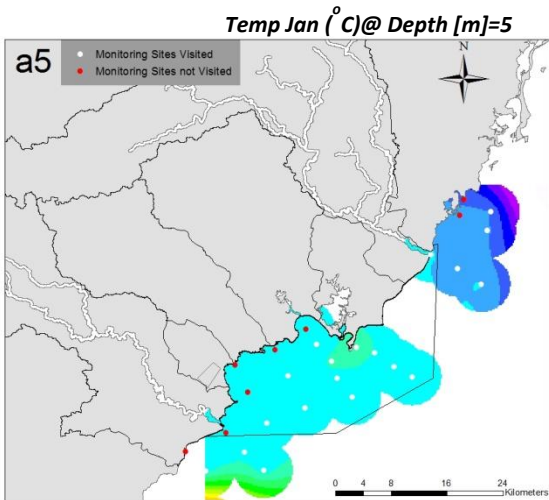 Temp Jan (°C)@ Depth [m]=5
a5
Monitoring Sites Visited
Monitoring Sites not Visited
N
0 4 8 16 24
Kilometers